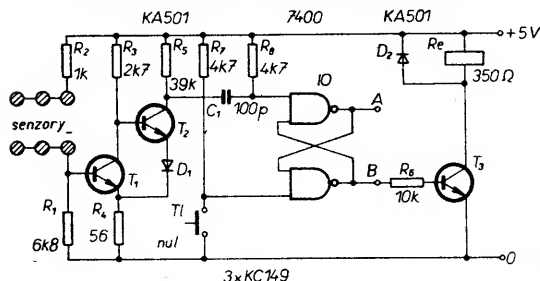 KA501 7400 KA501
+5V
R2
1k
R3
2k7
R5
39k
R7
4k7
R8
4k7
D2
Re
350Ω
IO
A
C1
100p
senzory_
T2
D1
T1
B
R6
10k
T3
R1
6k8
R4
56
Tl
nul
0
3xKC149